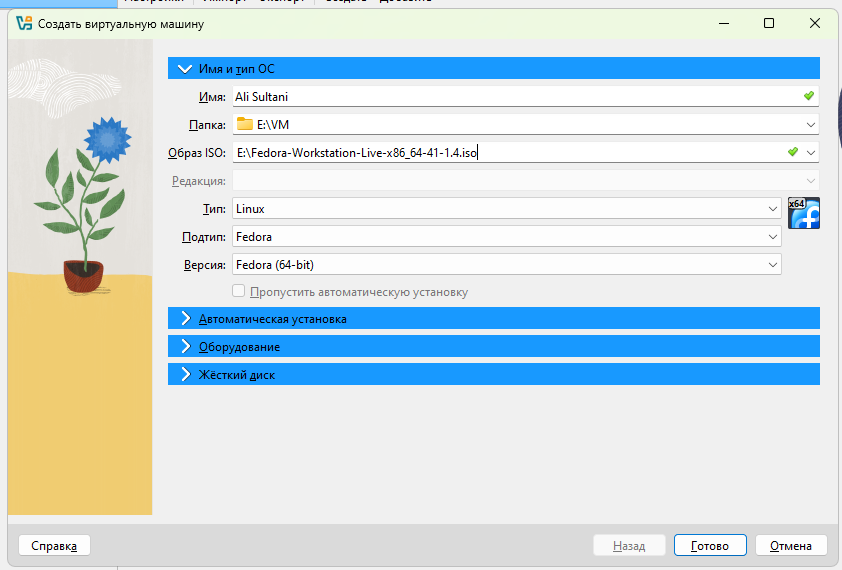 Создать виртуальную машину
Имя и тип ОС
Имя: Ali Sultani
Папка: E:\VM
Образ ISO: E:\Fedora-Workstation-Live-x86_64-41-1.4.iso
Редакция:
Тип: Linux
x64
Подтип: Fedora
Версия: Fedora (64-bit)
Пропустить автоматическую установку
Автоматическая установка
Оборудование
Жёсткий диск
Справка
Назад
Готово
Отмена